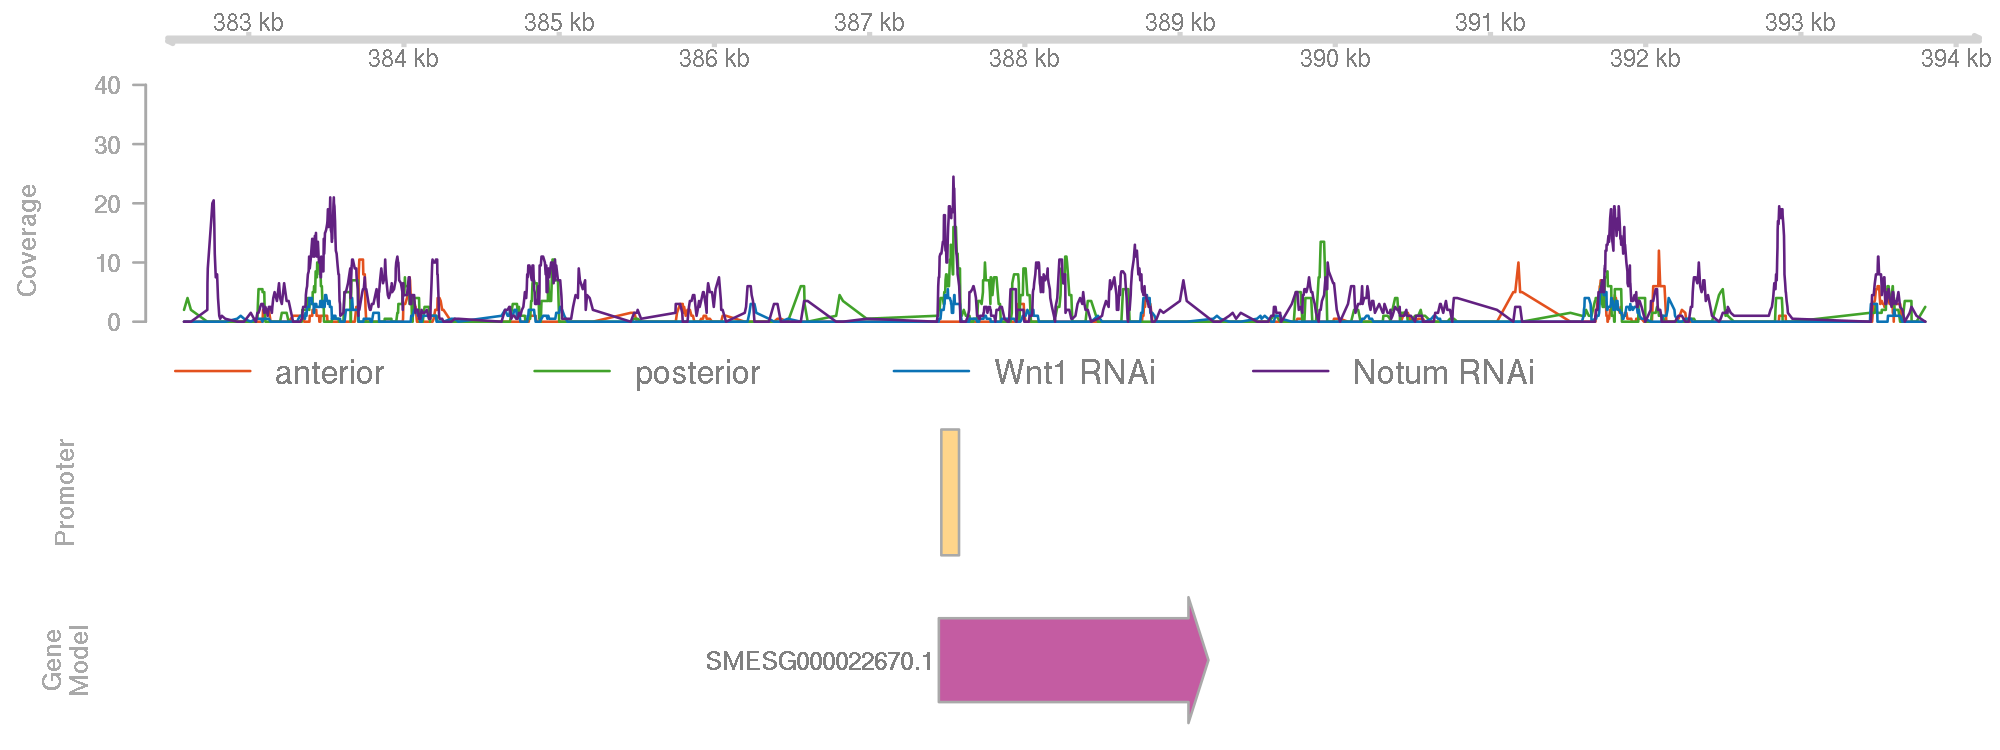 383 kb 385 kb 387 kb 389 kb 391 kb 393 kb
384 kb 386 kb 388 kb 390 kb 392 kb 394 kb
40
30
20
10
0
Coverage
anterior posterior Wnt1 RNAi Notum RNAi
Promoter
Gene
Model
SMESG000022670.1